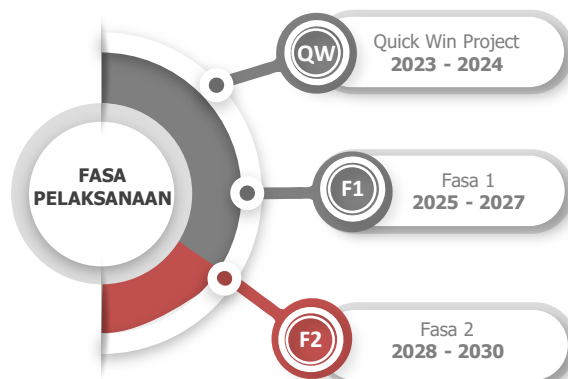 FASA
PELAKSANAAN
QW
Quick Win Project
2023 - 2024
F1
Fasa 1
2025 - 2027
F2
Fasa 2
2028 - 2030